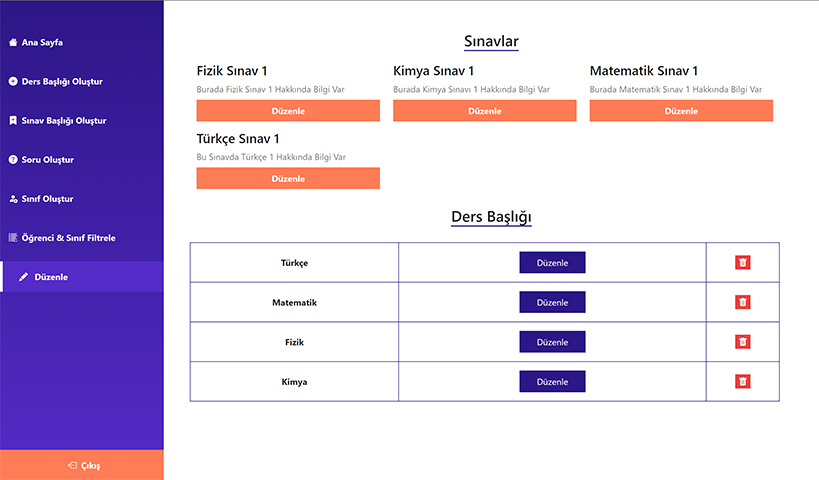 Ana Sayfa
Ders Başlığı Oluştur
Sınav Başlığı Oluştur
Soru Oluştur
Sınıf Oluştur
Öğrenci & Sınıf Filtrele
Düzenle
Çıkış
Sınavlar
Fizik Sınav 1
Burada Fizik Sınav 1 Hakkında Bilgi Var
Düzenle
Kimya Sınav 1
Burada Kimya Sınavı 1 Hakkında Bilgi Var
Düzenle
Matematik Sınav 1
Burada Matematik Sınav 1 Hakkında Bilgi Var
Düzenle
Türkçe Sınav 1
Bu Sınavda Türkçe 1 Hakkında Bilgi Var
Düzenle
Ders Başlığı
Türkçe Düzenle
Matematik Düzenle
Fizik Düzenle
Kimya Düzenle